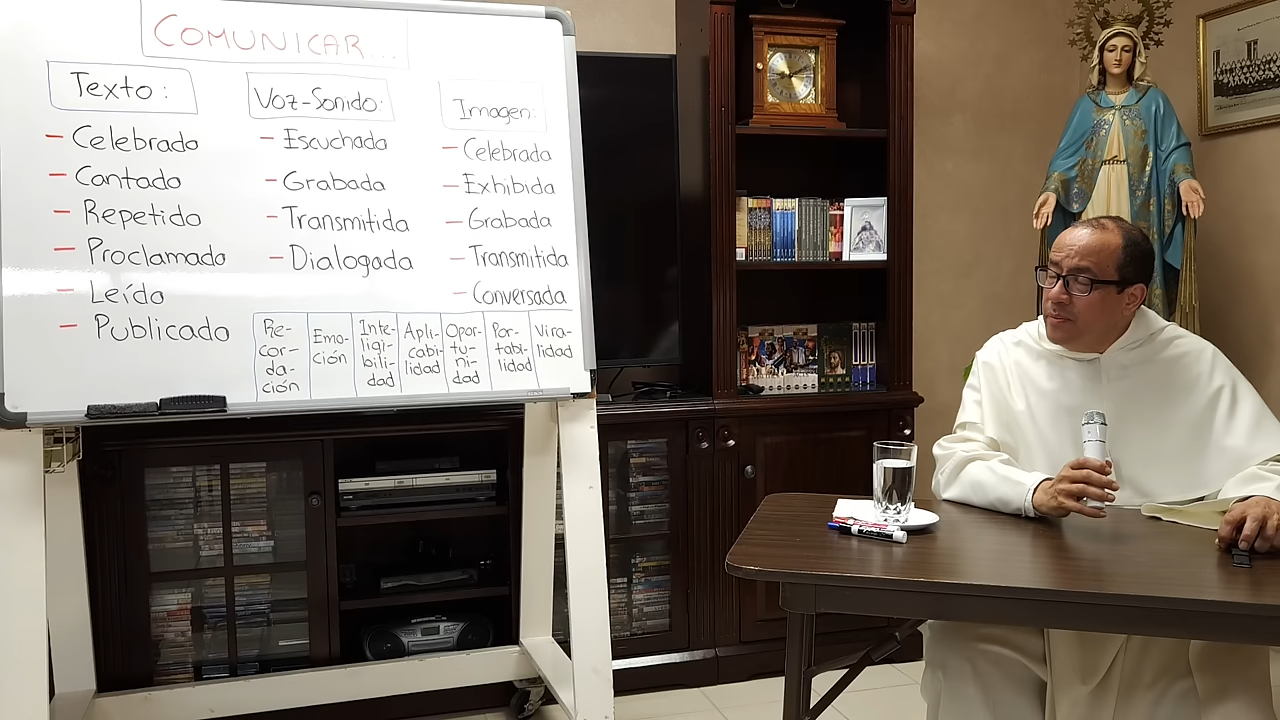 COMUNICAR...
Texto:
- Celebrado
- Cantado
- Repetido
- Proclamado
- Leído
- Publicado
Voz-Sonido:
- Escuchada
- Grabada
- Transmitida
- Dialogada
Imagen:
- Celebrada
- Exhibida
- Grabada
- Transmitida
- Conversada
Re-
cor-
da-
ción
Emo-
ción
Inte-
ligi-
bili-
dad
Apli-
cabi-
lidad
Opor-
tu-
ni-
dad
Por-
tabi-
lidad
Vira-
lidad